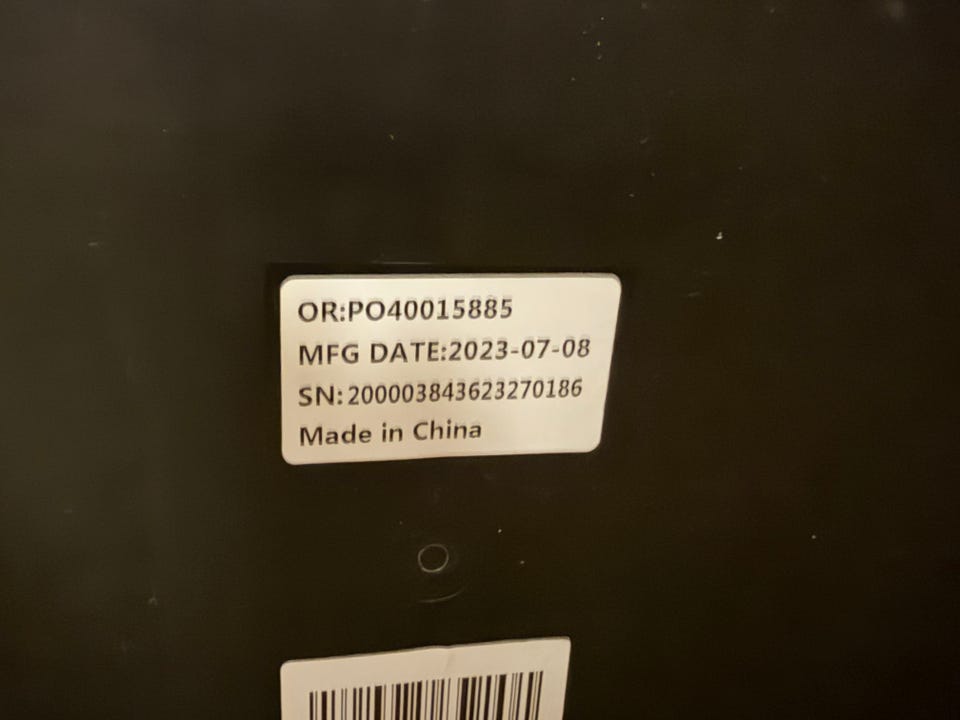 OR:PO40015885
MFG DATE:2023-07-08
SN:200003843623270186
Made in China